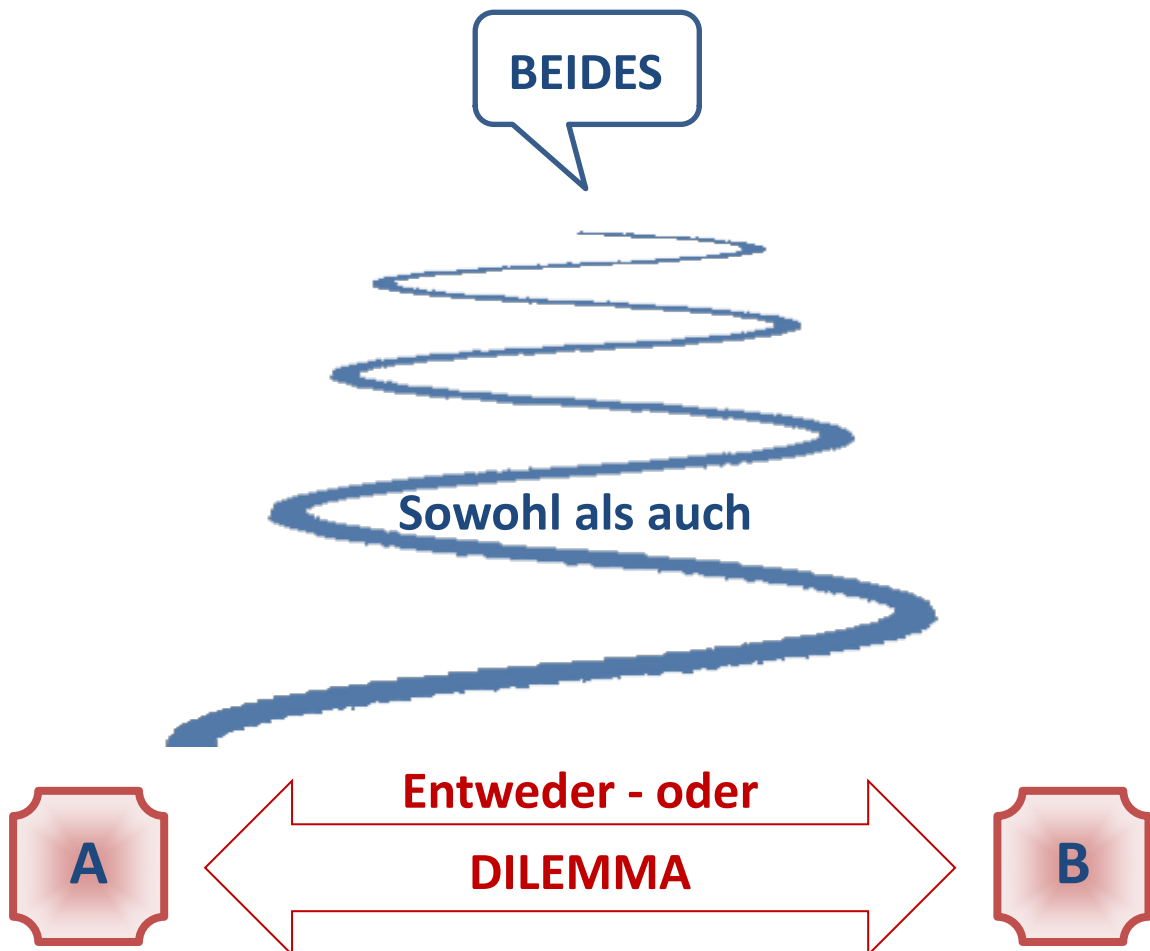 BEIDES
Sowohl als auch
Entweder - oder
A
DILEMMA
B